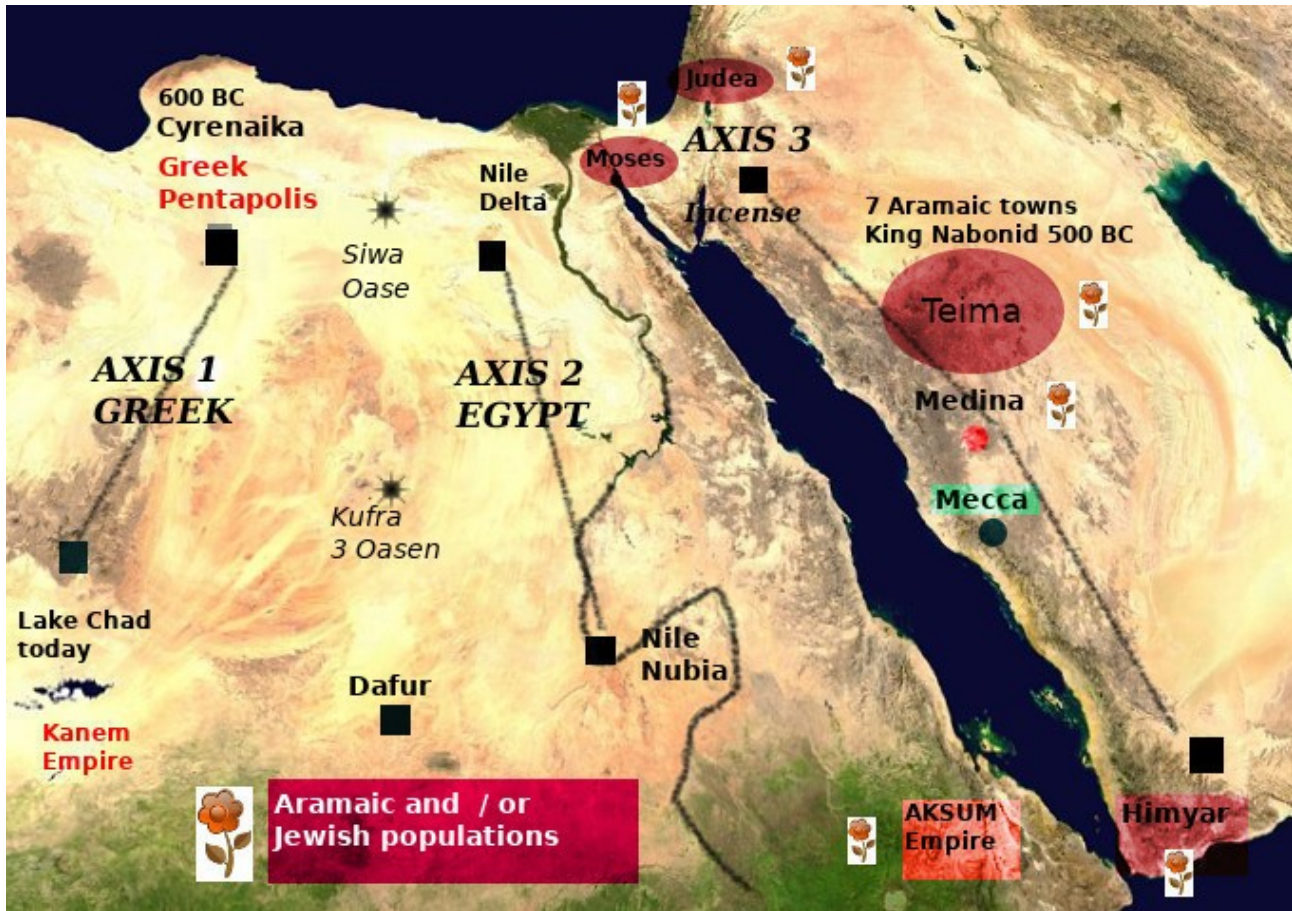 600 BC
Cyrenaika
Greek
Pentapolis
Siwa
Oase
Nile
Delta
Moses
Judea
AXIS 3
Incense
7 Aramaic towns
King Nabonid 500 BC
Teima
AXIS 1
GREEK
AXIS 2
EGYPT
Medina
Mecca
Kufra
3 Oasen
Lake Chad
today
Kanem
Empire
Dafur
Nile
Nubia
Aramaic and / or
Jewish populations
AKSUM
Empire
Himyar